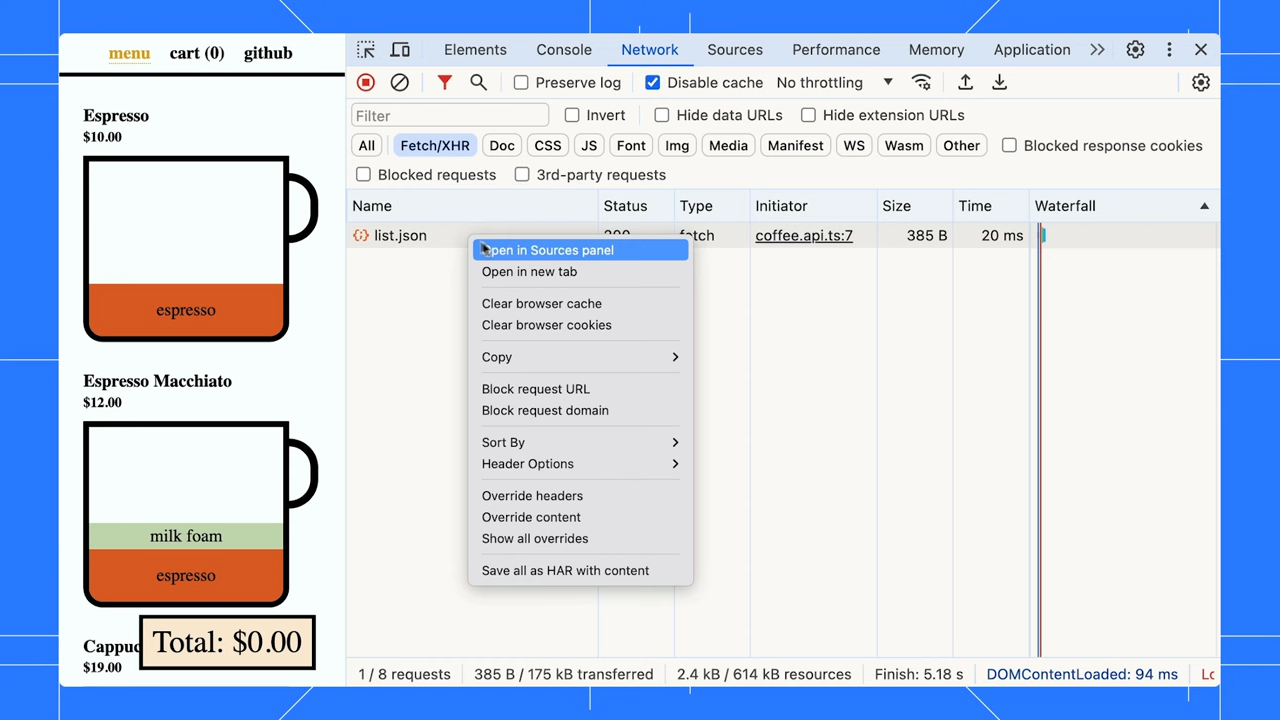 menu cart (0) github
Espresso
$10.00
espresso
Espresso Macchiato
$12.00
milk foam
espresso
Total: $0.00
$19.00
Elements Console Network Sources Performance Memory Application
Preserve log Disable cache No throttling
Filter Invert Hide data URLs Hide extension URLs
All Fetch/XHR Doc CSS JS Font Img Media Manifest WS Wasm Other Blocked response cookies
Blocked requests 3rd-party requests
Name Status Type Initiator Size Time Waterfall
list.json coffee.api.ts:7 385 B 20 ms
Open in Sources panel
Open in new tab
Clear browser cache
Clear browser cookies
Copy
Block request URL
Block request domain
Sort By
Header Options
Override headers
Override content
Show all overrides
Save all as HAR with content
1 / 8 requests 385 B / 175 kB transferred 2.4 kB / 614 kB resources Finish: 5.18 s DOMContentLoaded: 94 ms